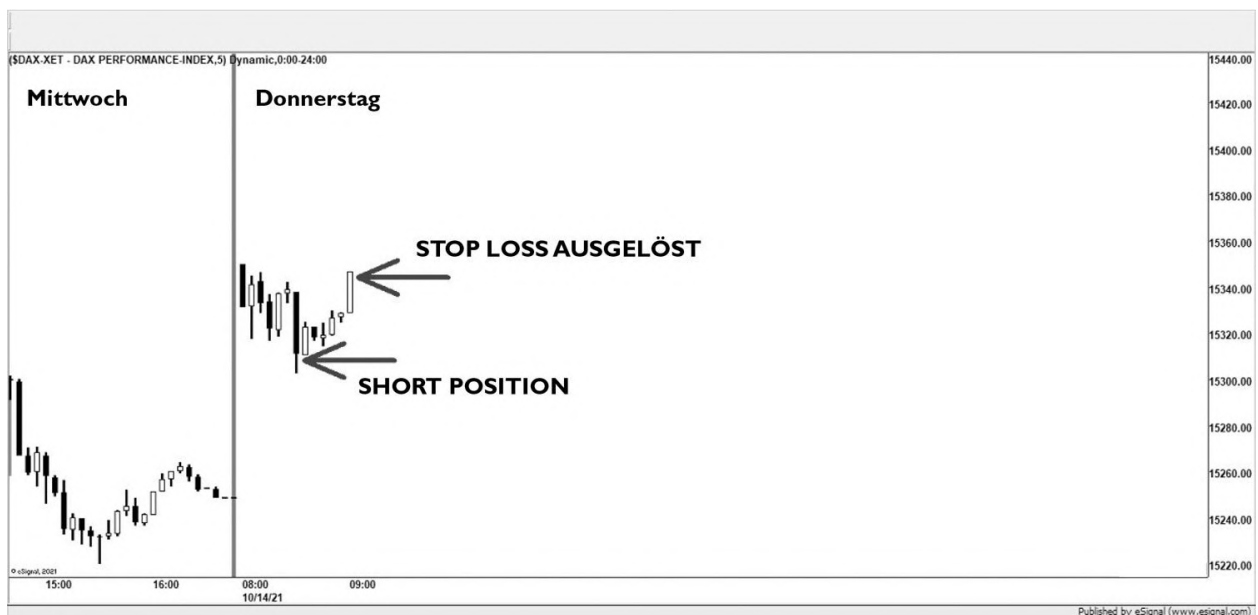 ($DAX-XET - DAX PERFORMANCE-INDEX,5) Dynamic,0:00-24:00
Mittwoch
Donnerstag
STOP LOSS AUSGELÖST
SHORT POSITION
15440.00
15420.00
15400.00
15380.00
15360.00
15340.00
15320.00
15300.00
15280.00
15260.00
15240.00
15220.00
© eSignal, 2021
15:00 16:00 08:00 09:00
10/14/21
Published by eSignal (www.esignal.com)